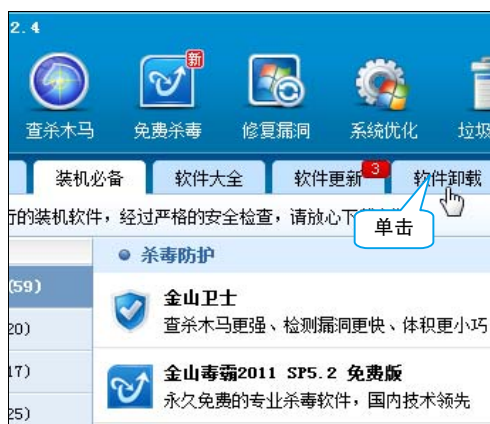 2.4
新
查杀木马 免费杀毒 修复漏洞 系统优化 垃圾
装机必备 软件大全 软件更新 3 软件卸载
行的装机软件，经过严格的安全检查，请放心下
单击
杀毒防护
(59)
金山卫士
查杀木马更强、检测漏洞更快、体积更小巧
20)
17)
金山毒霸2011 SP5.2 免费版
永久免费的专业杀毒软件，国内技术领先
25)